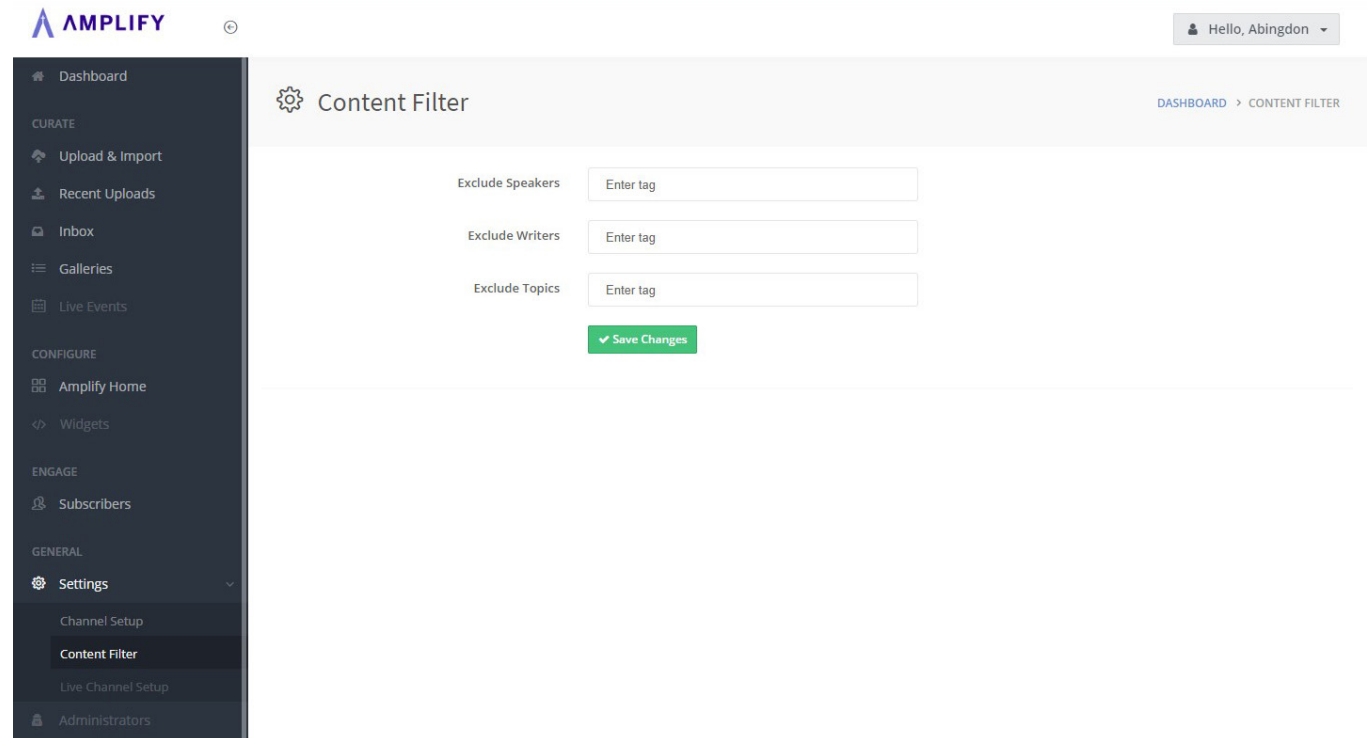 AMPLIFY
Hello, Abingdon
Dashboard
CURATE
Upload & Import
Recent Uploads
Inbox
Galleries
Live Events
CONFIGURE
Amplify Home
Widgets
ENGAGE
Subscribers
GENERAL
Settings
Channel Setup
Content Filter
Live Channel Setup
Administrators
Content Filter
DASHBOARD > CONTENT FILTER
Exclude Speakers Enter tag
Exclude Writers Enter tag
Exclude Topics Enter tag
Save Changes